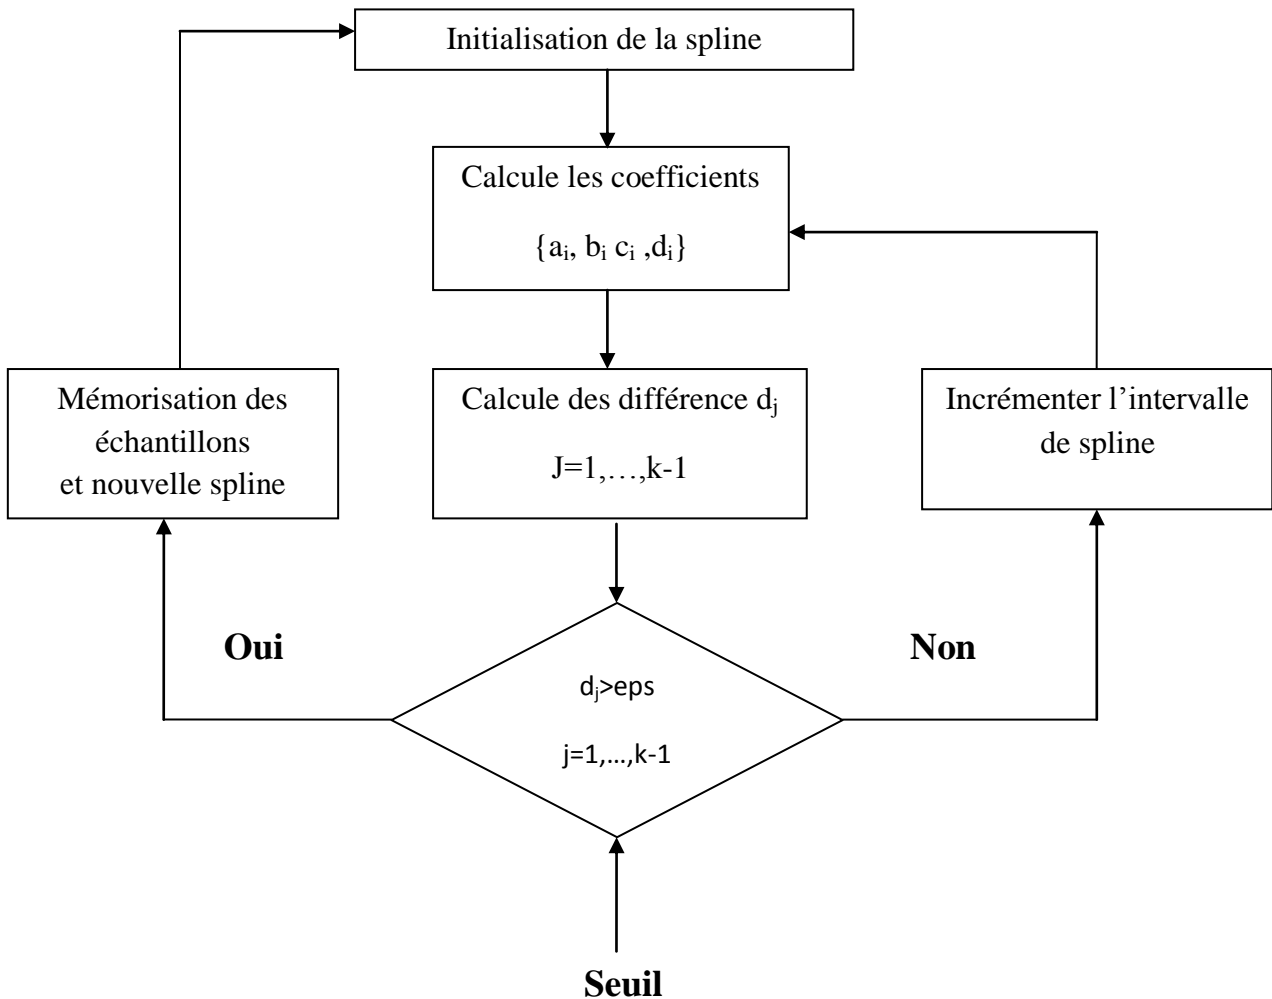 Initialisation de la spline
Calcule les coefficients
{aᵢ, bᵢ cᵢ ,dᵢ}
Mémorisation des
échantillons
et nouvelle spline
Calcule des différence dⱼ
J=1,…,k-1
Incrémenter l’intervalle
de spline
Oui
Non
dⱼ>eps
j=1,…,k-1
Seuil